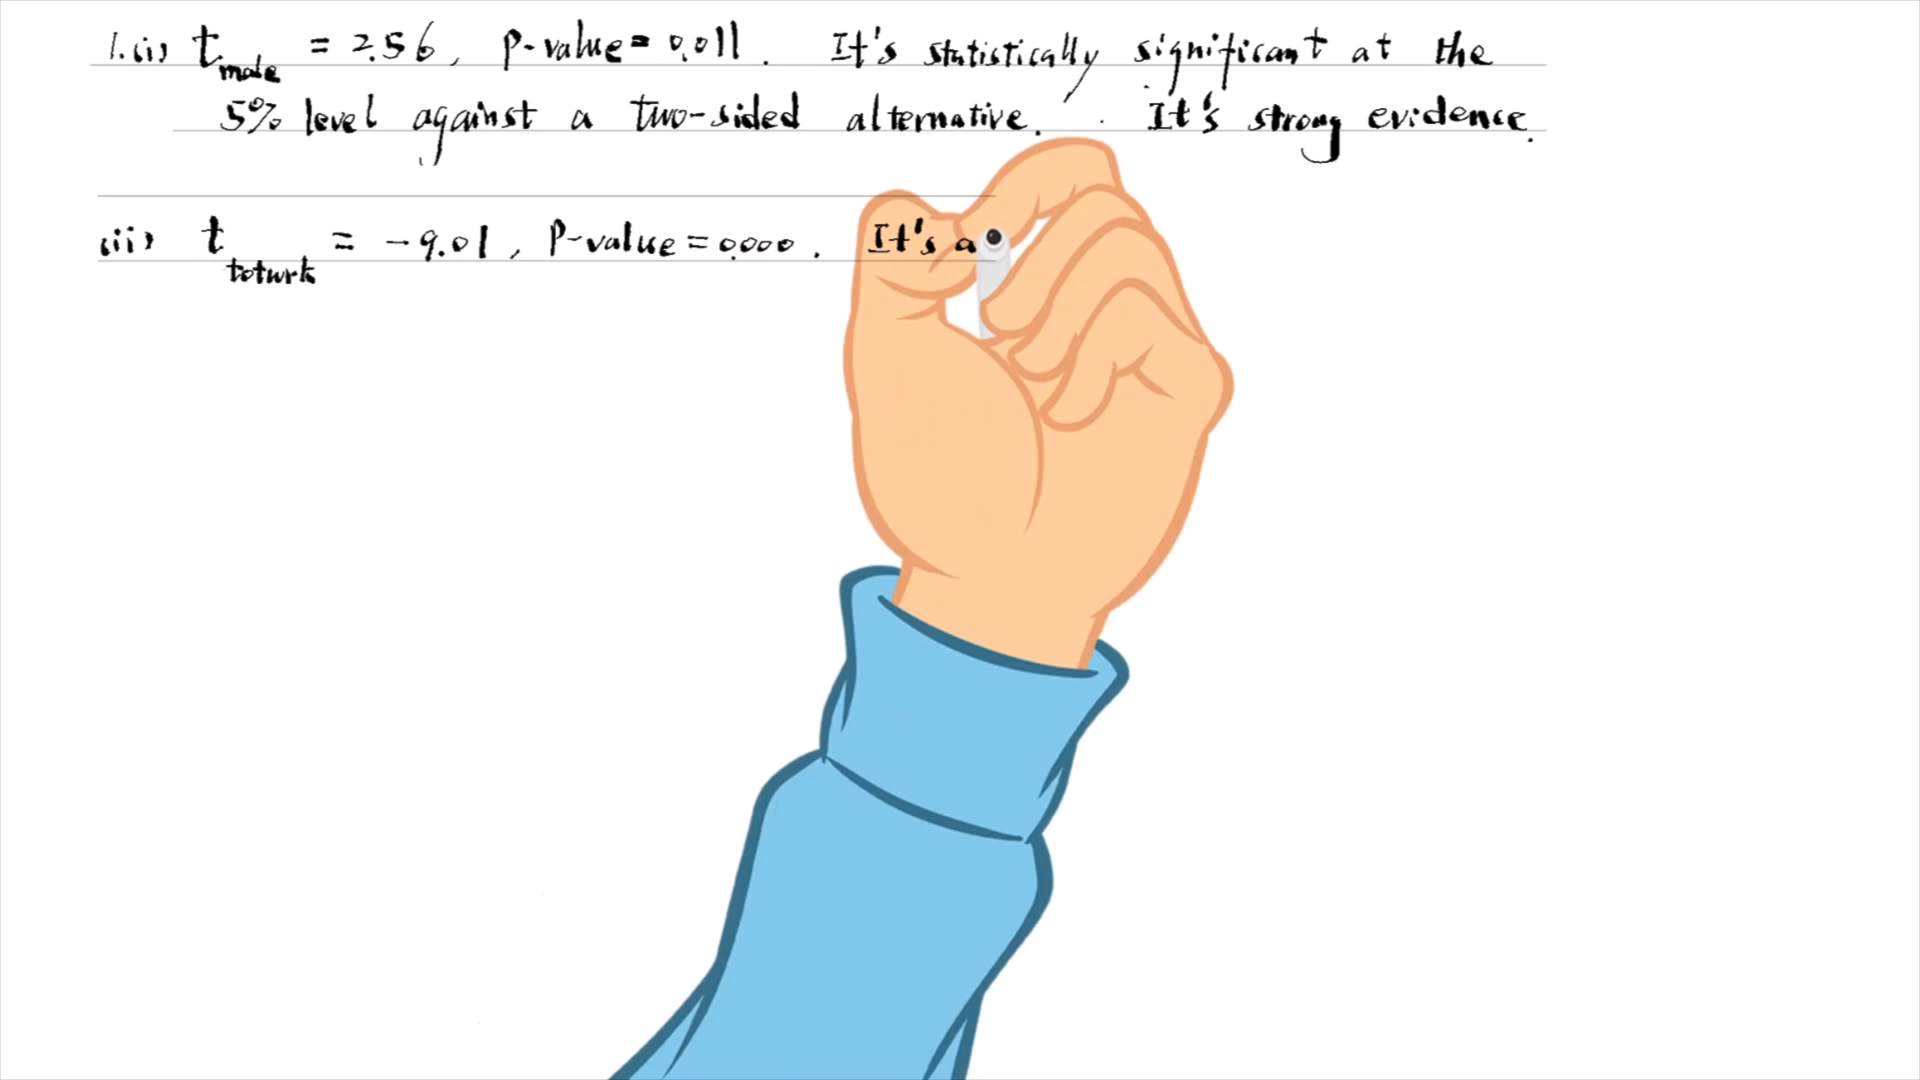 1.(i) t_male = 2.56, p-value = 0.011. It's statistically significant at the
5% level against a two-sided alternative. It's strong evidence.
(ii) t_totwrk = -9.01, P-value = 0.000. It's a